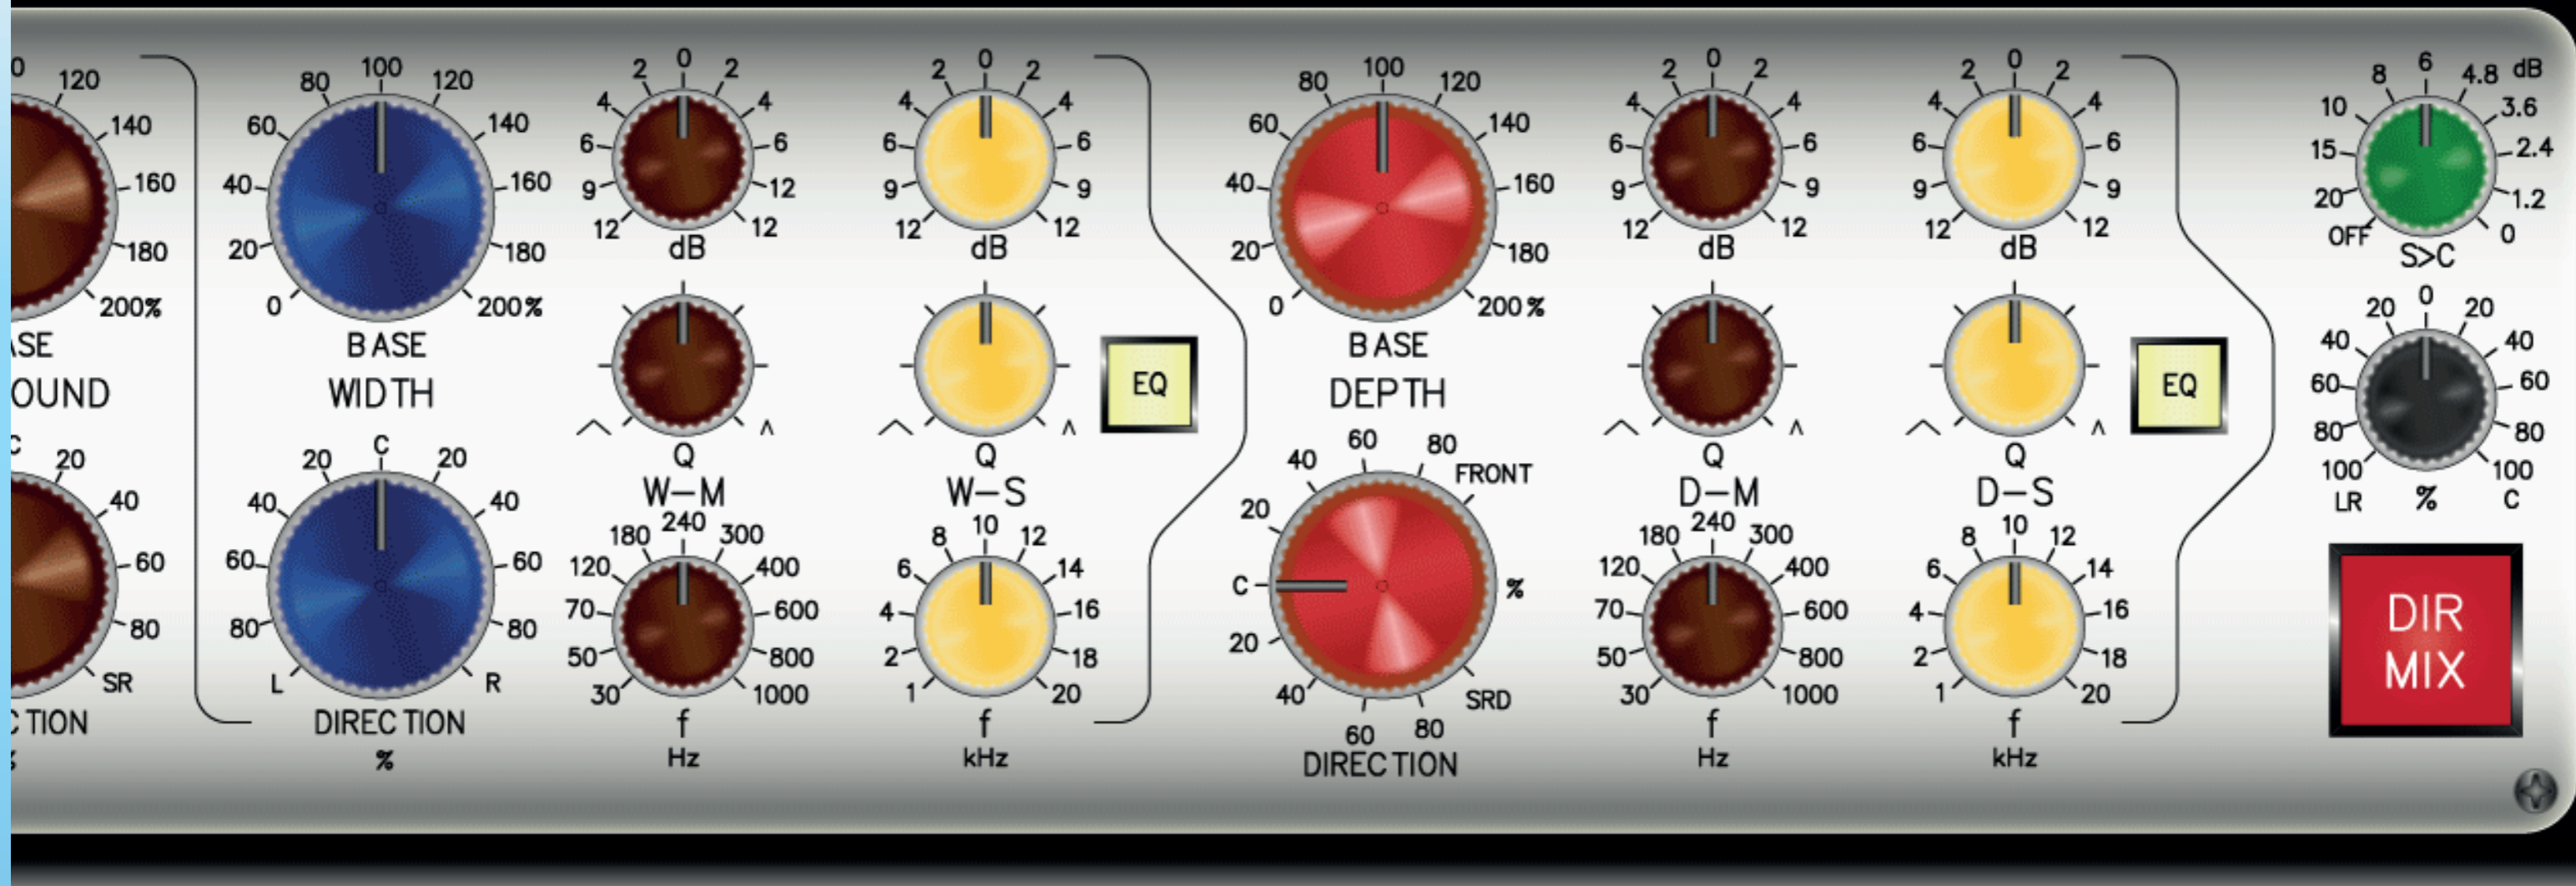 0 120 140 160 180 200%
ASE
OUND
C 20 40 60 80 SR
CTION
%
0 20 40 60 80 100 120 140 160 180 200%
BASE
WIDTH
L 80 60 40 20 C 20 40 60 80 R
DIRECTION
%
12 9 6 4 2 0 2 4 6 12 12
dB
Q
W-M
30 50 70 120 180 240 300 400 600 800 1000
f
Hz
12 9 6 4 2 0 2 4 6 9 12
dB
Q
W-S
1 2 4 6 8 10 12 14 16 18 20
f
kHz
EQ
0 20 40 60 80 100 120 140 160 180 200%
BASE
DEPTH
SRD 80 60 40 20 C 20 40 60 80 FRONT
%
DIRECTION
12 9 6 4 2 0 2 4 6 9 12
dB
Q
D-M
30 50 70 120 180 240 300 400 600 800 1000
f
Hz
12 9 6 4 2 0 2 4 6 9 12
dB
Q
D-S
1 2 4 6 8 10 12 14 16 18 20
f
kHz
EQ
OFF 20 15 10 8 6 4.8 3.6 2.4 1.2 0 dB
S>C
100 80 60 40 20 0 20 40 60 80 100
LR % C
DIR
MIX